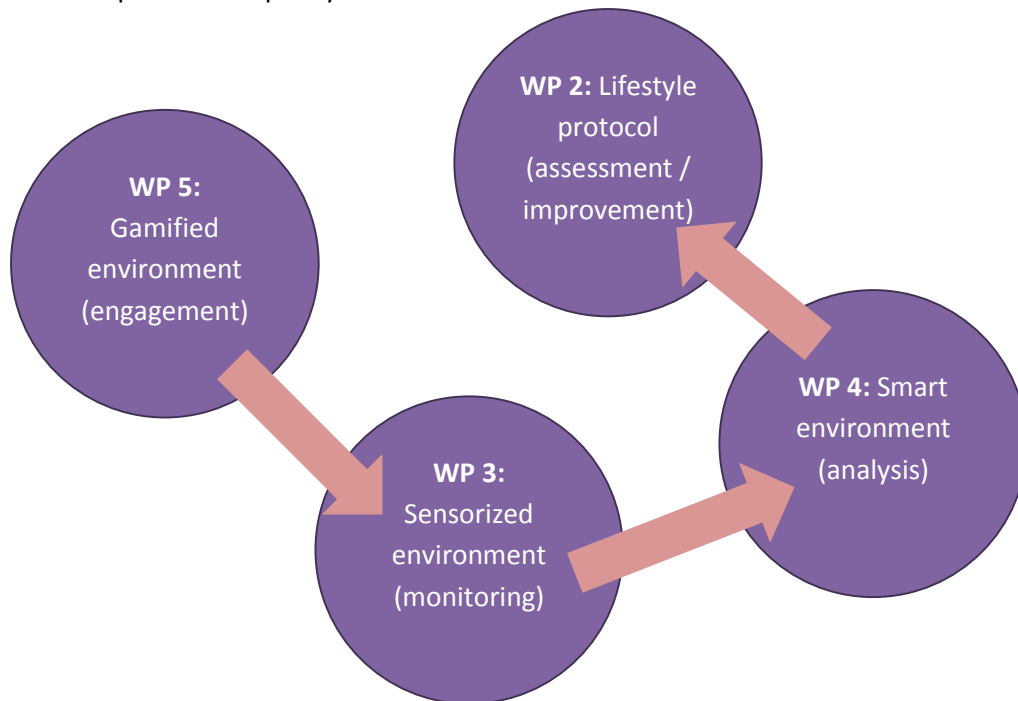 WP 2: Lifestyle
protocol
(assessment /
improvement)
WP 5:
Gamified
environment
(engagement)
WP 4: Smart
environment
(analysis)
WP 3:
Sensorized
environment
(monitoring)